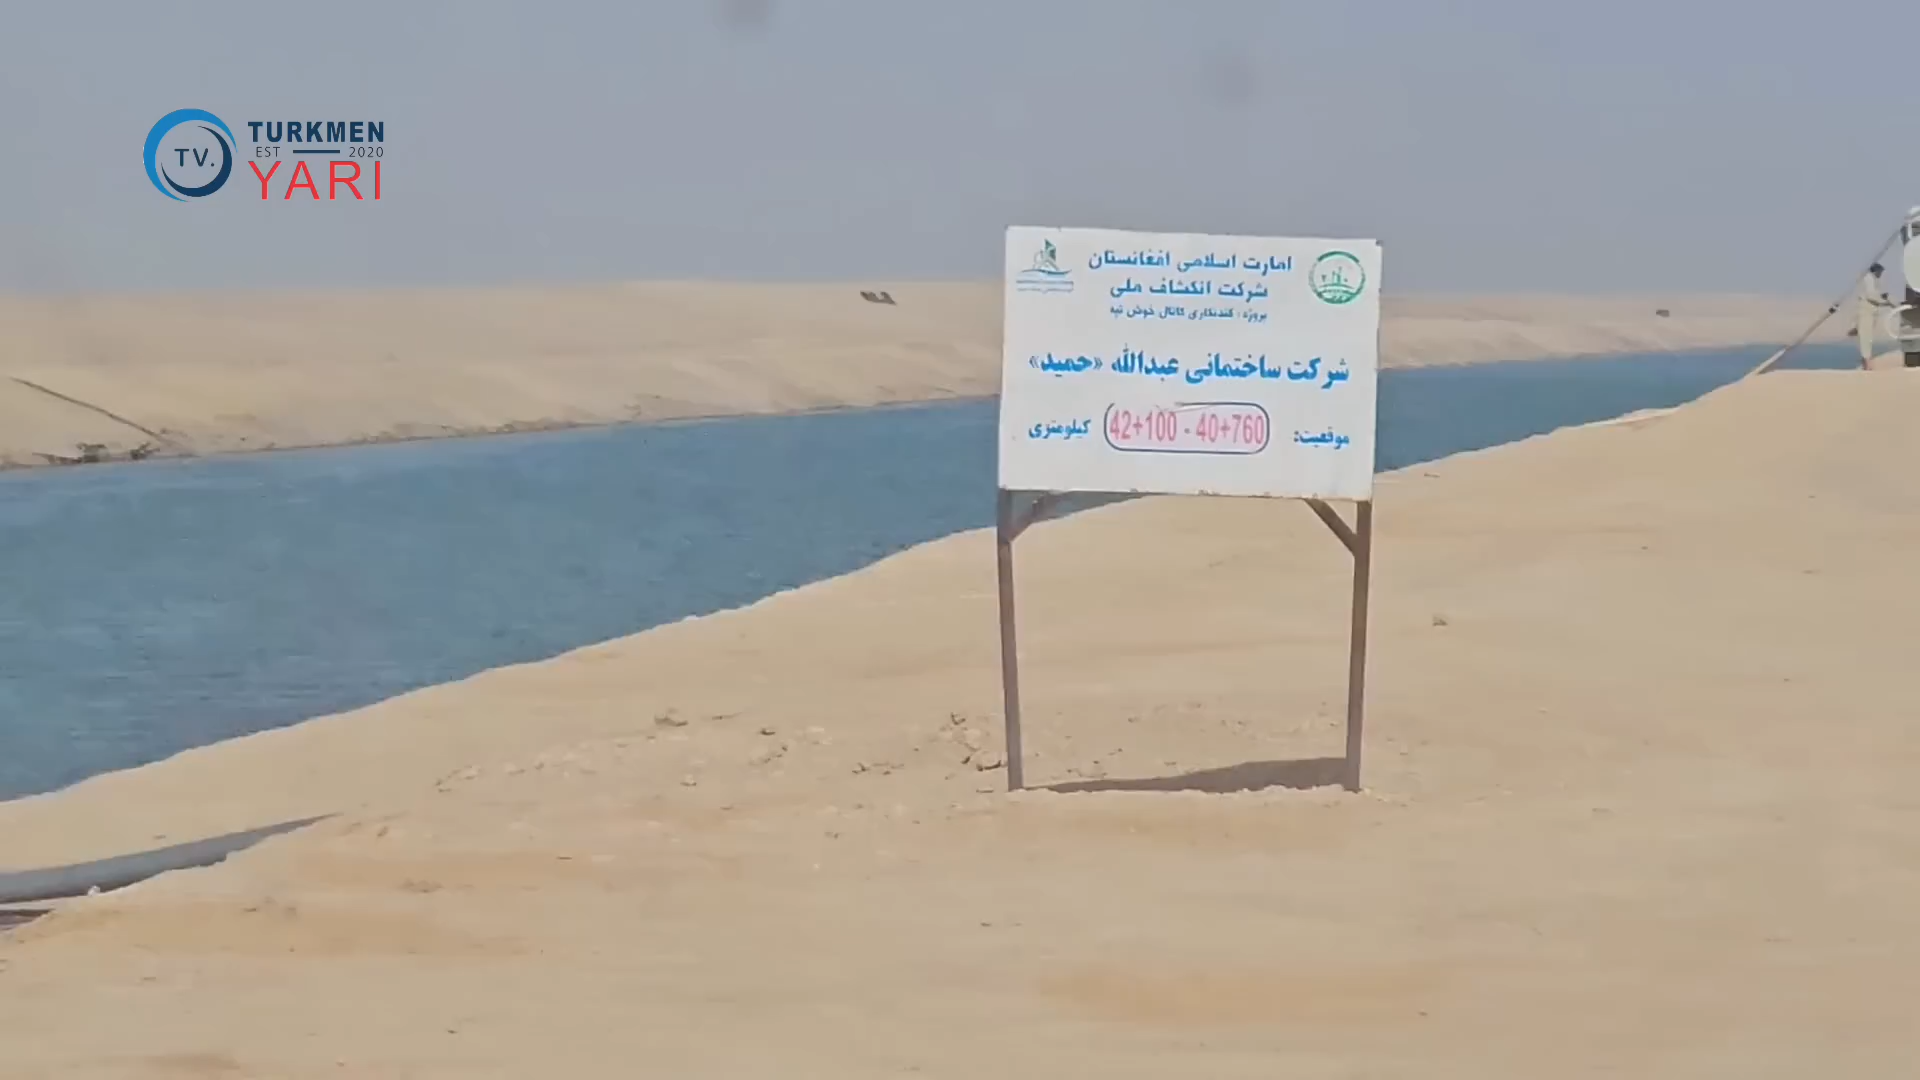 TURKMEN
EST 2020
TV.
YARI
امارت اسلامی افغانستان
شرکت انکشاف ملی
پروژه: کندنکاری کانال خوش تپه
شرکت ساختمانی عبدالله «حمید»
موقعیت: 40+760 - 42+100 کیلومتری